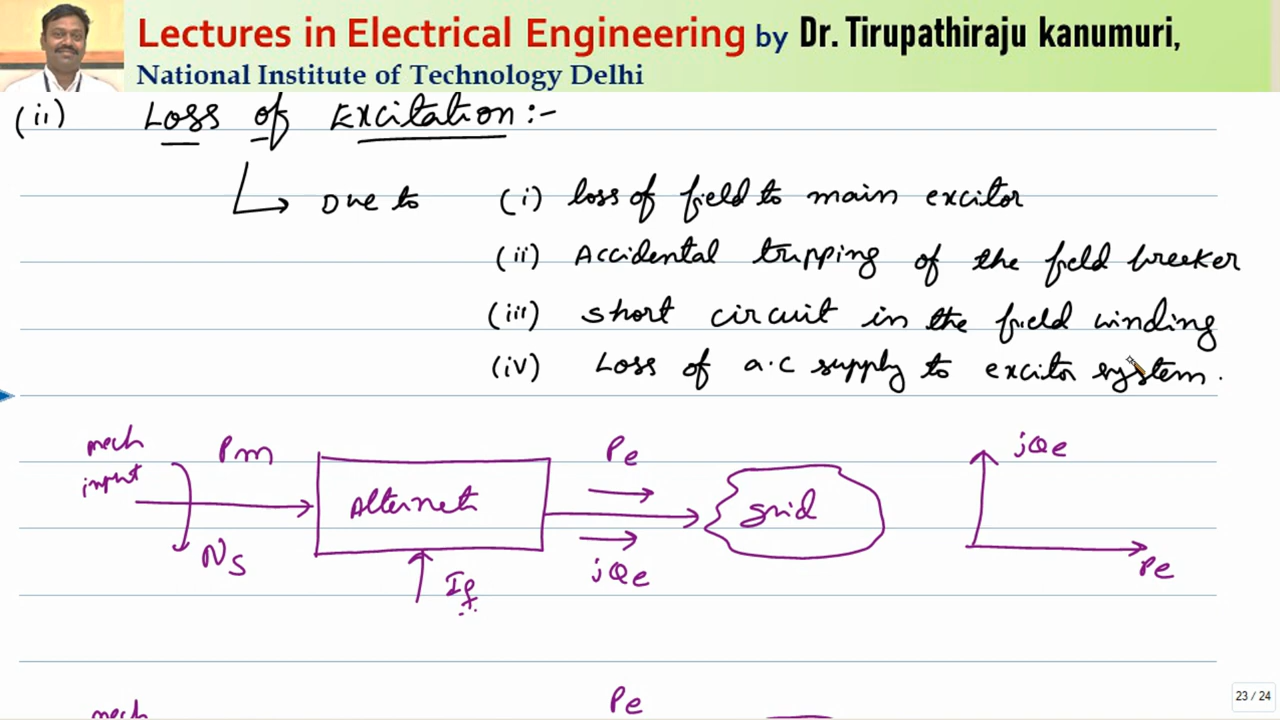 Lectures in Electrical Engineering by Dr. Tirupathiraju kanumuri,
National Institute of Technology Delhi
(ii) Loss of Excitation :-
Due to (i) loss of field to main excitor
(ii) Accidental tripping of the field breeker
(iii) short circuit in the field winding
(iv) Loss of a.c supply to excitor system.
mech
input
Pm
Ns
Alternet
If
Pe
jQe
grid
jQe
Pe
23 / 24
mech
Pe